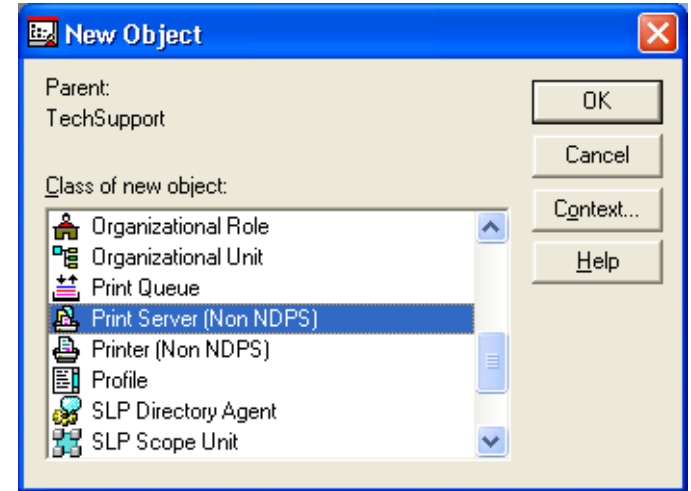 New Object
Parent:
TechSupport
Class of new object:
Organizational Role
Organizational Unit
Print Queue
Print Server (Non NDPS)
Printer (Non NDPS)
Profile
SLP Directory Agent
SLP Scope Unit
OK
Cancel
Context...
Help